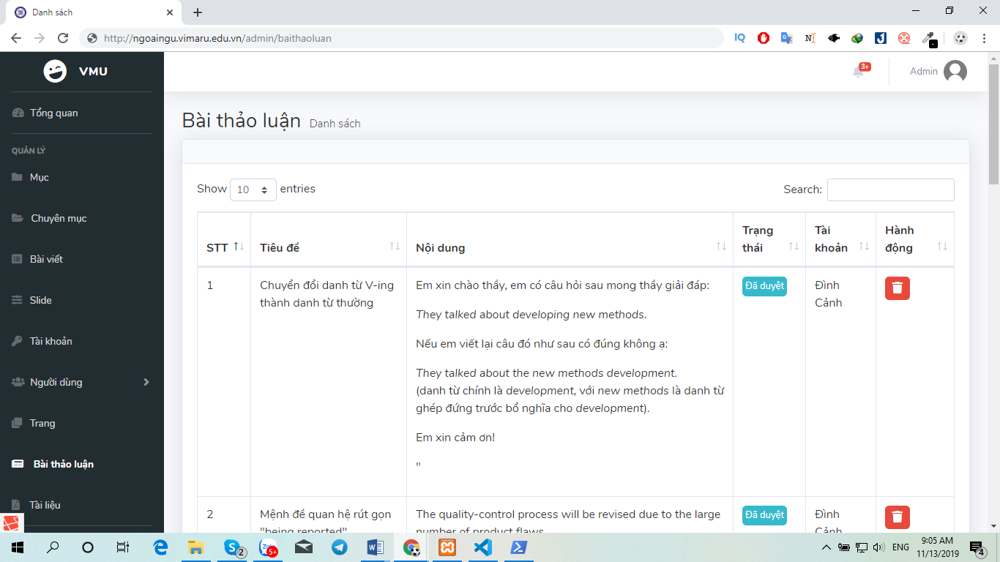 Danh sách
http://ngoaingu.vimaru.edu.vn/admin/baithaoluan
VMU
3+
Admin
Tổng quan
QUẢN LÝ
Mục
Chuyên mục
Bài viết
Slide
Tài khoản
Người dùng
Trang
Bài thảo luận
Tài liệu
Bài thảo luận Danh sách
Show 10 entries
Search:
STT
Tiêu đề
Nội dung
Trạng thái
Tài khoản
Hành động
1
Chuyển đổi danh từ V-ing
thành danh từ thường
Em xin chào thầy, em có câu hỏi sau mong thầy giải đáp:
They talked about developing new methods.
Nếu em viết lại câu đó như sau có đúng không ạ:
They talked about the new methods development.
(danh từ chính là development, với new methods là danh từ
ghép đứng trước bổ nghĩa cho development).
Em xin cảm ơn!
"
Đã duyệt
Đình
Cảnh
2
Mệnh đề quan hệ rút gọn
"being reported"
The quality-control process will be revised due to the large
number of product flaws
Đã duyệt
Đình
Cảnh
2
5+
ENG
9:05 AM
11/13/2019
4